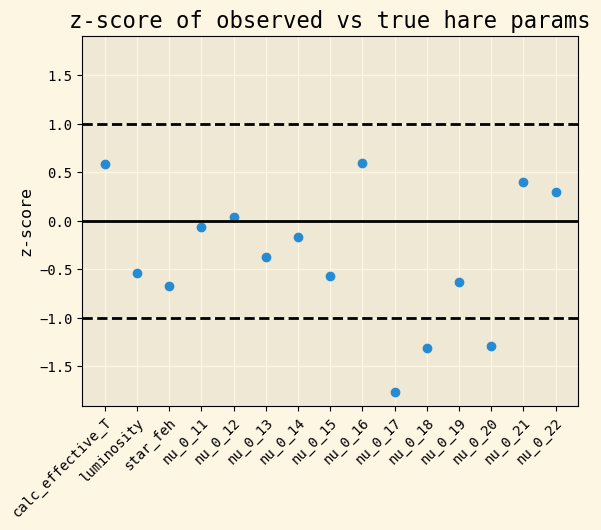 z-score of observed vs true hare params
z-score
1.5
1.0
0.5
0.0
−0.5
−1.0
−1.5
calc_effective_T
luminosity
star_feh
nu_0_11
nu_0_12
nu_0_13
nu_0_14
nu_0_15
nu_0_16
nu_0_17
nu_0_18
nu_0_19
nu_0_20
nu_0_21
nu_0_22